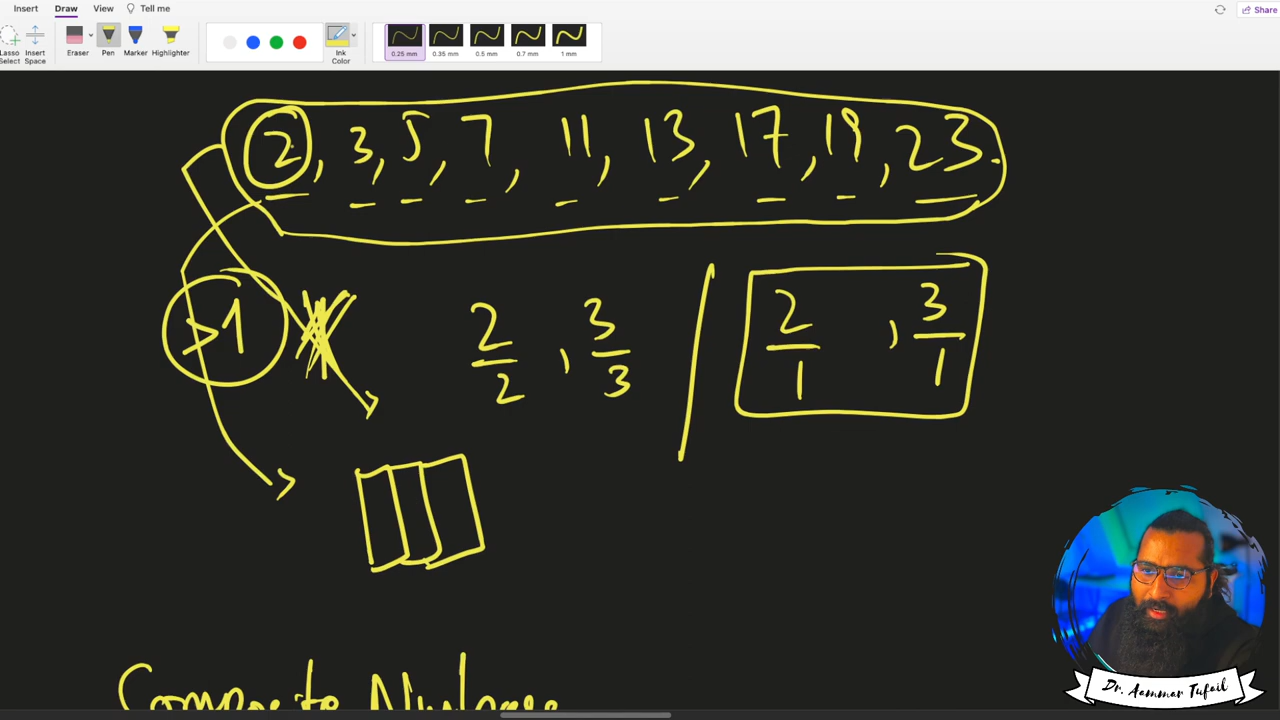 Insert Draw View Tell me Share
Lasso Select Insert Space Eraser Pen Marker Highlighter Ink Color 0.25 mm 0.35 mm 0.5 mm 0.7 mm 1 mm
2, 3, 5, 7, 11, 13, 17, 19, 23.
>1
2/2 , 3/3 / 2/1 , 3/1
Composite Numbers
Dr. Aammar Tufail